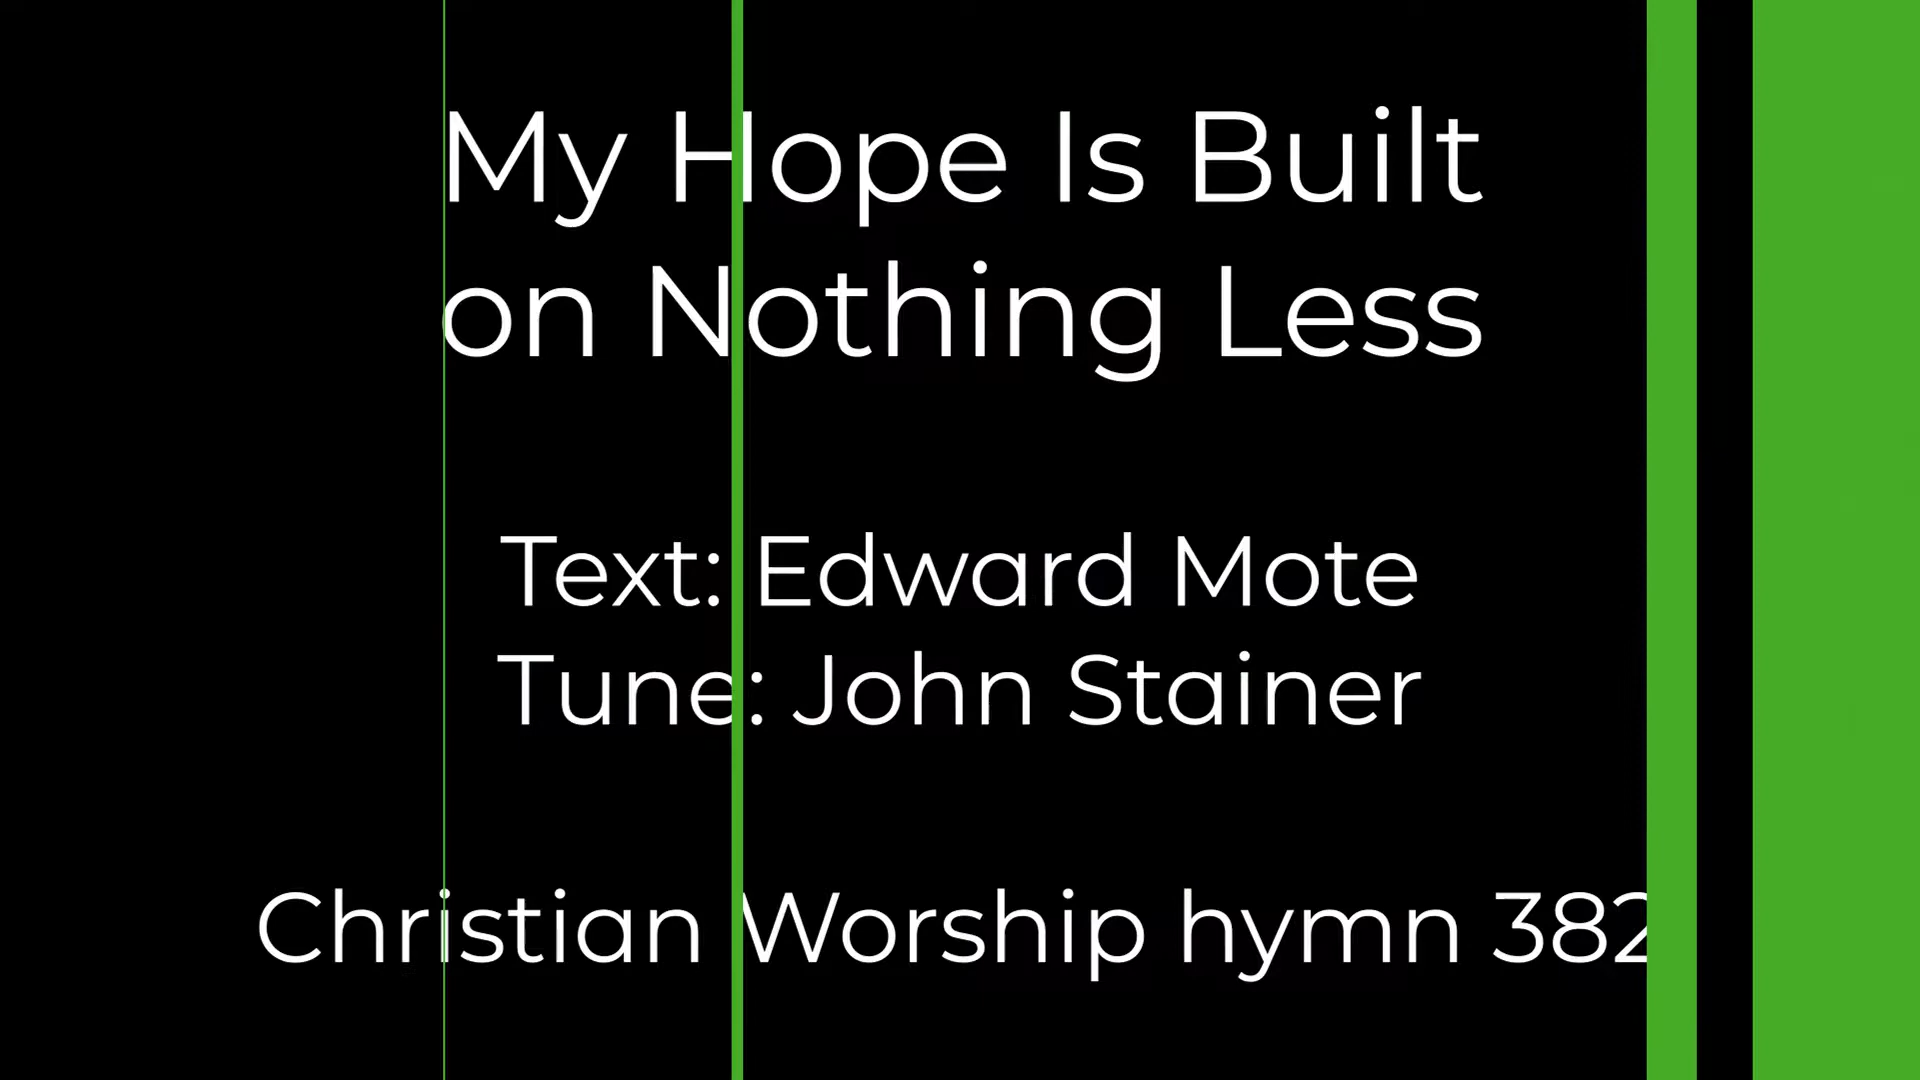 My Hope Is Built
on Nothing Less
Text: Edward Mote
Tune: John Stainer
Christian Worship hymn 382